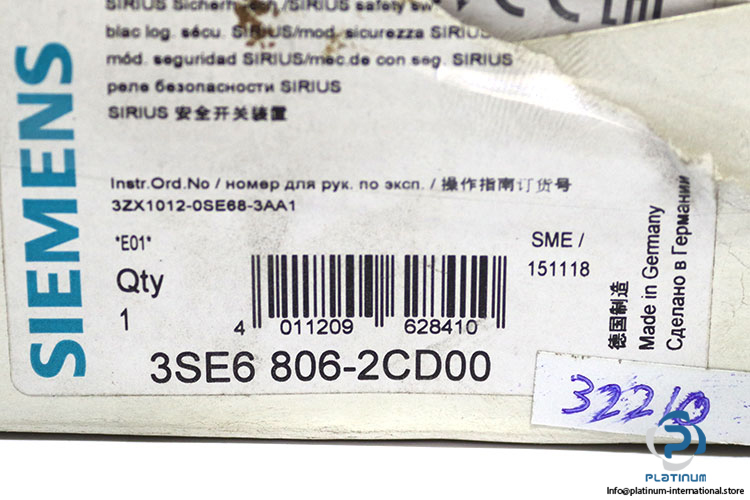 SIRIUS Sicherh /SIRIUS safety sw
blac log. sécu. SIRIUS/mod. sicurezza SIRIU
mód. seguridad SIRIUS/mec.de con seg. SIRIUS
реле безопасности SIRIUS
SIRIUS 安全开关装置
SIEMENS
Instr.Ord.No / номер для рук. по эксп. / 操作指南订货号
3ZX1012-0SE68-3AA1
*E01*
SME /
151118
Qty
1
4 011209 628410
3SE6 806-2CD00
德国制造
Made in Germany
Сделано в Германии
32210
PLATINUM
Info@platinum-international.store